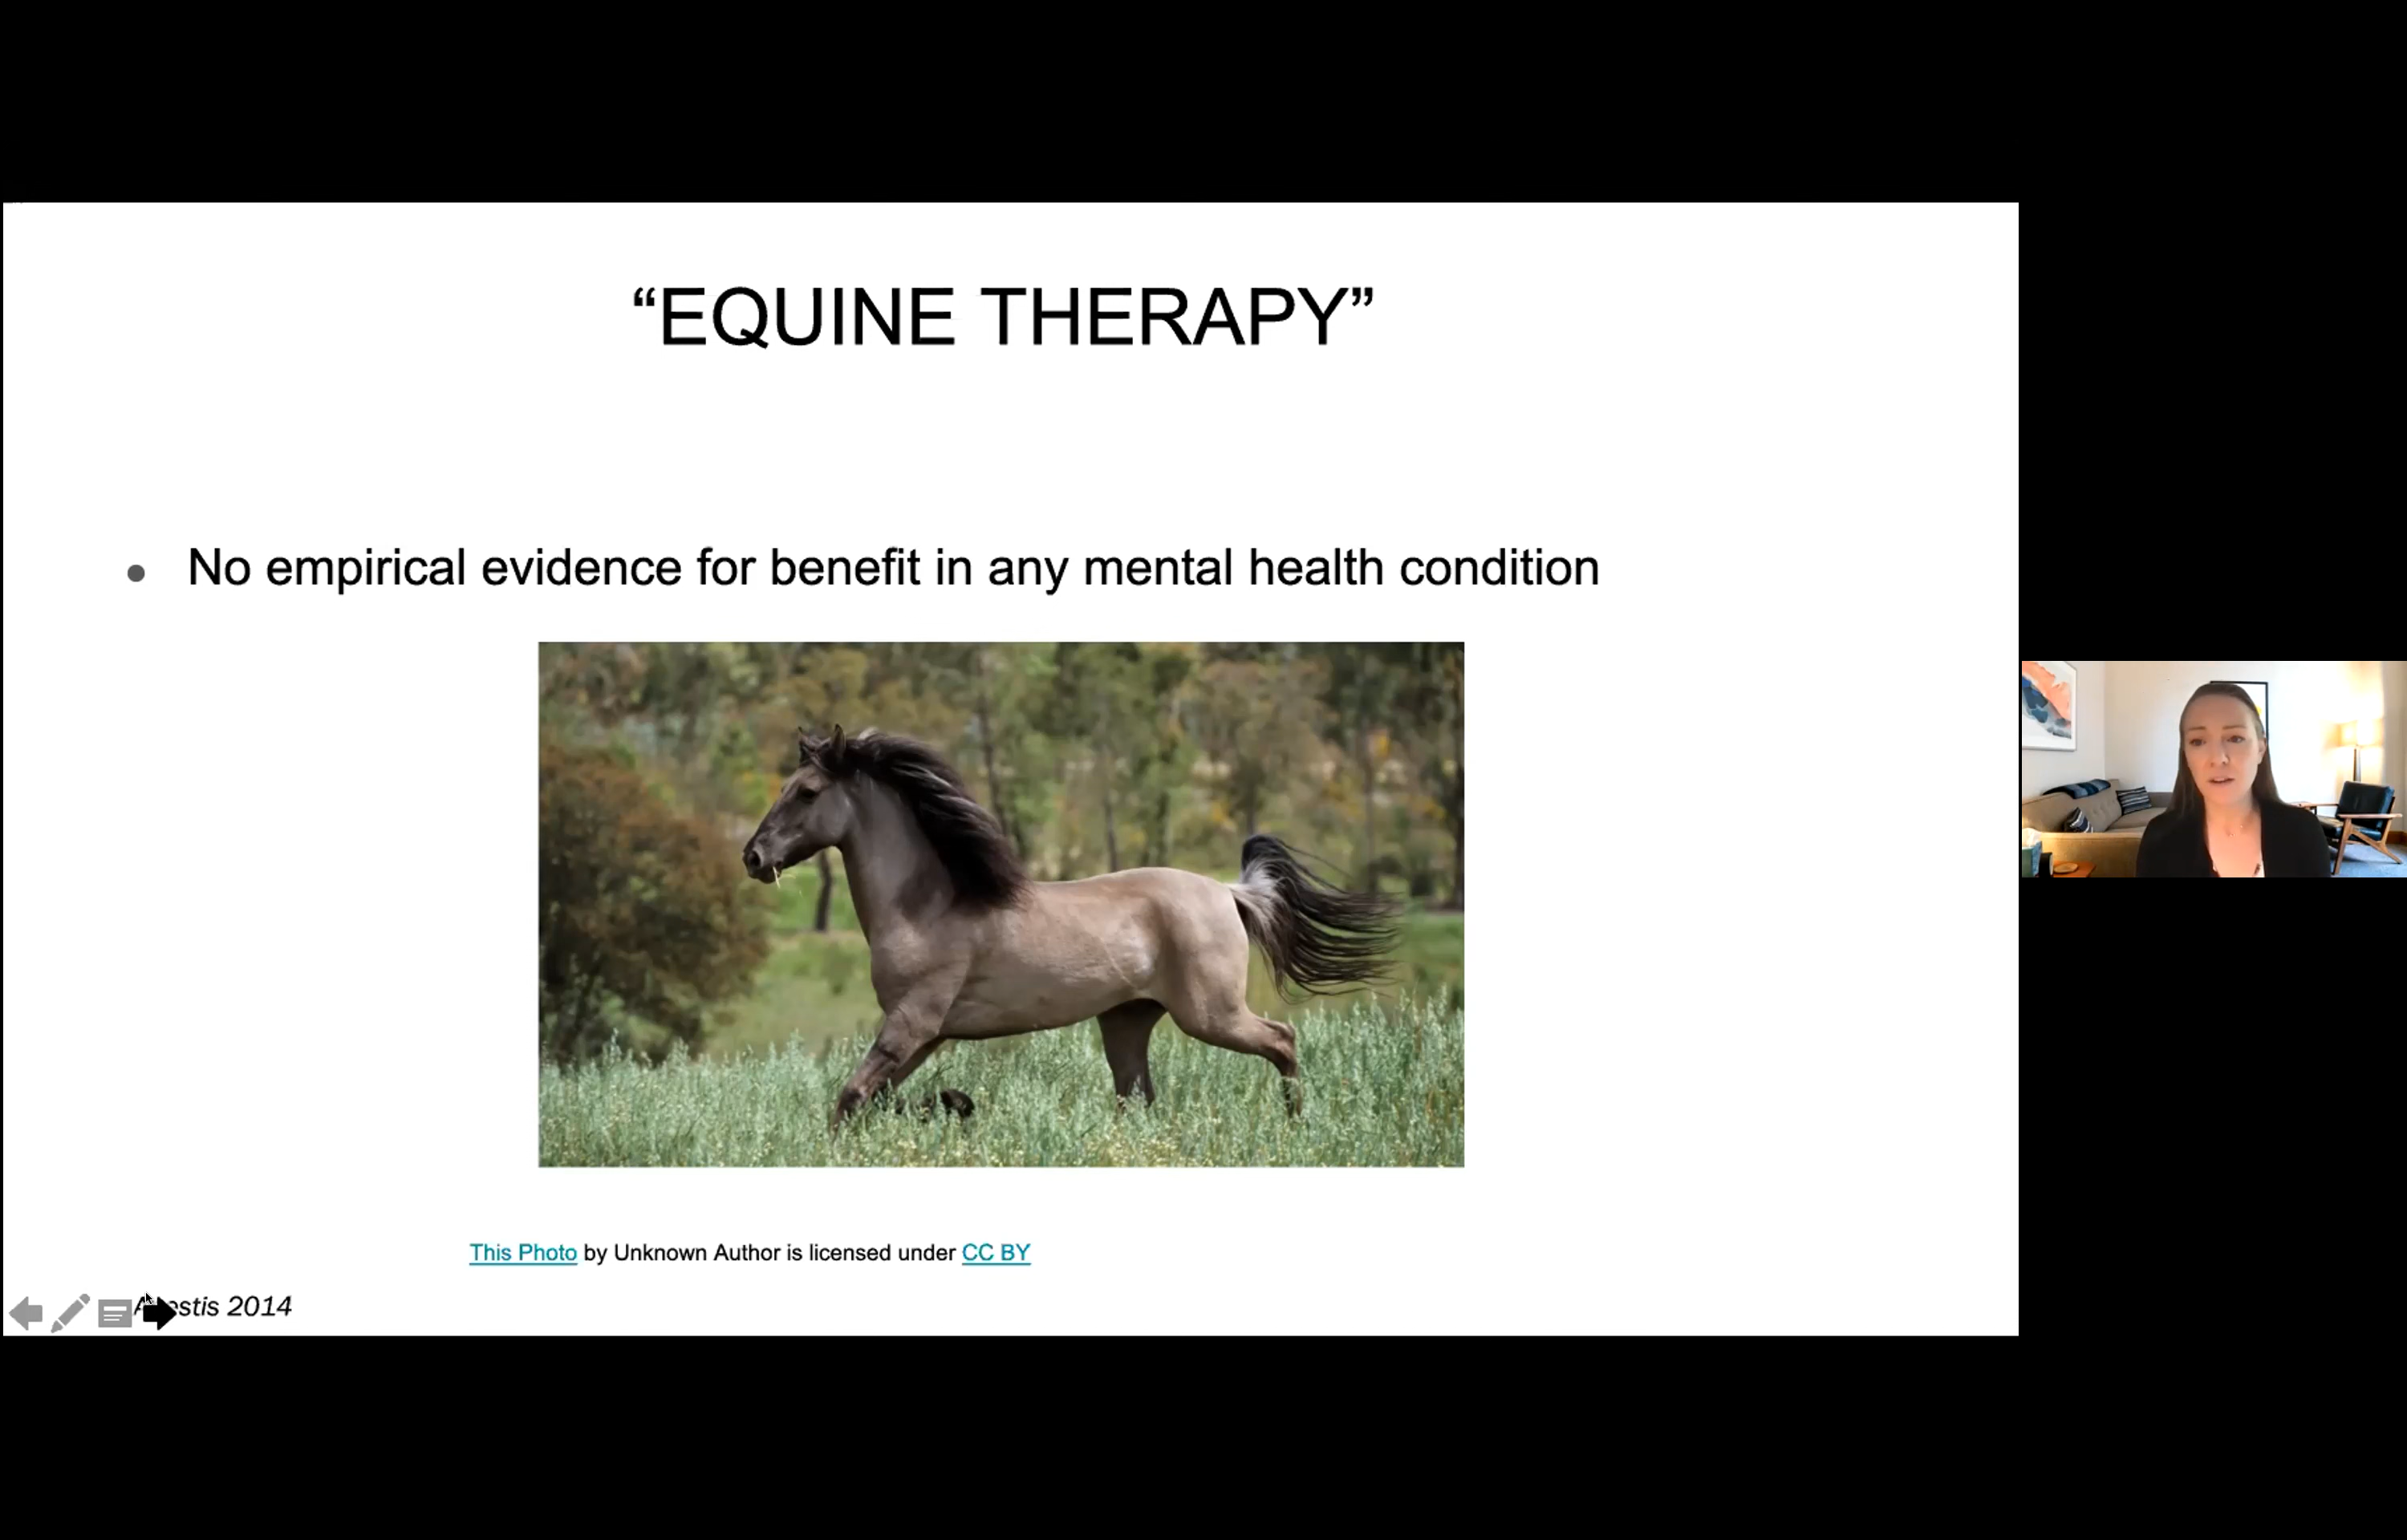 “EQUINE THERAPY”
• No empirical evidence for benefit in any mental health condition
This Photo by Unknown Author is licensed under CC BY
2014